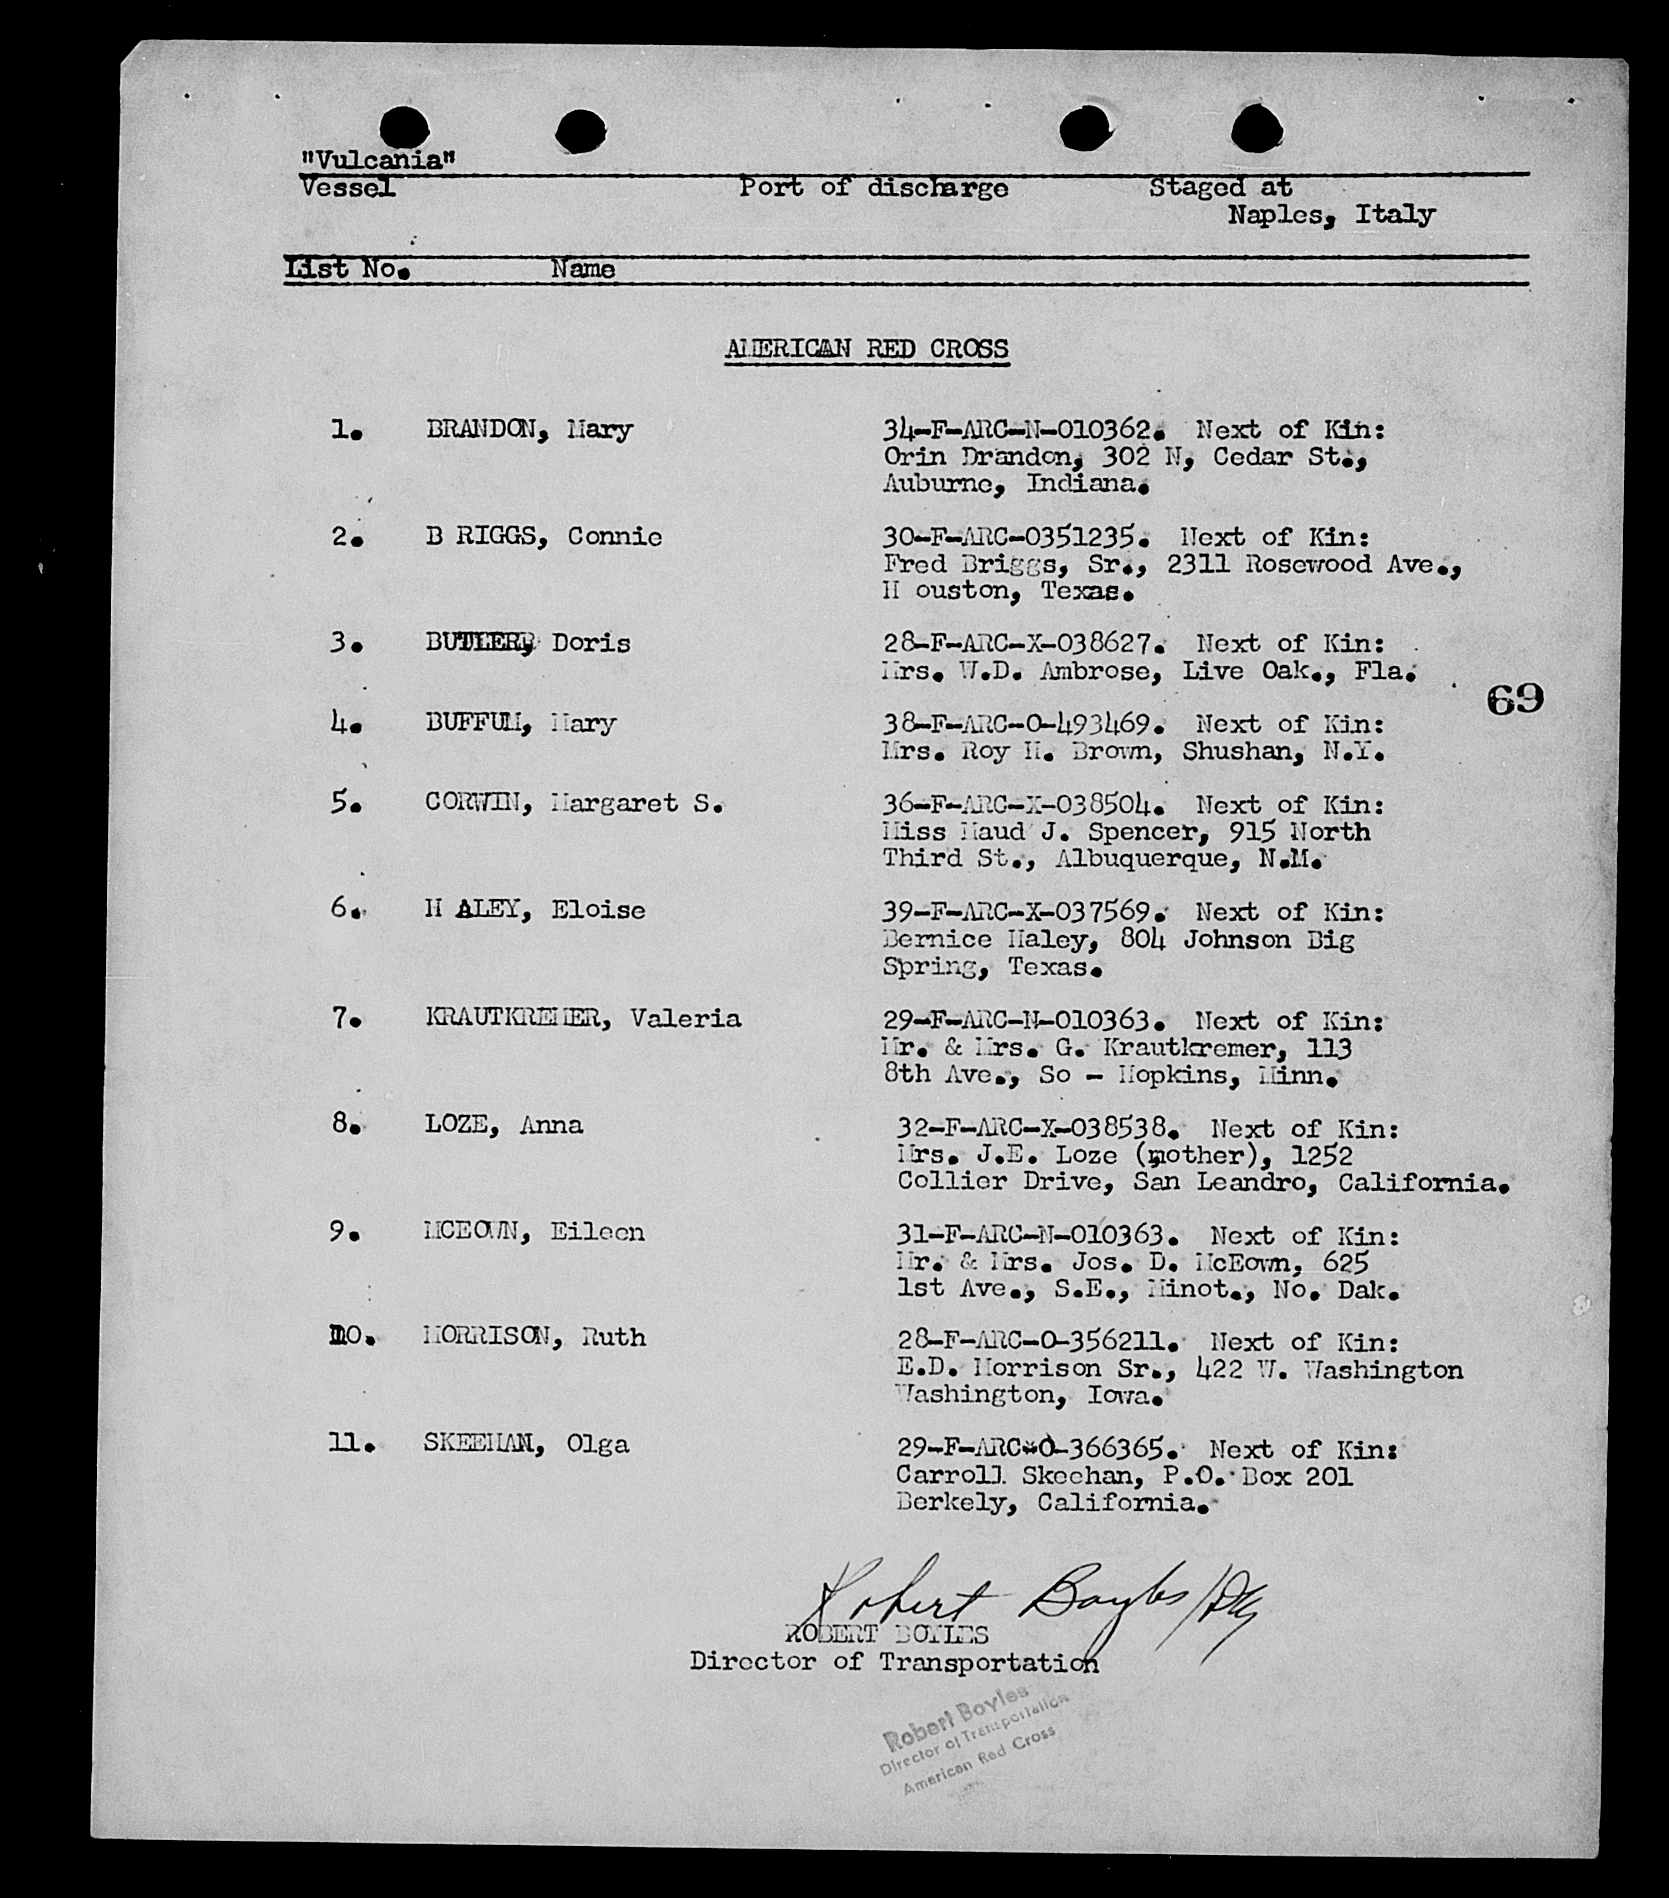 "Vulcania"
Vessel Port of discharge Staged at
Naples, Italy
List No. Name
AMERICAN RED CROSS
1. BRANDON, Mary 34-F-ARC-N-010362. Next of Kin:
Orin Brandon, 302 N, Cedar St.,
Auburne, Indiana.
2. B RIGGS, Connie 30-F-ARC-0351235. Next of Kin:
Fred Briggs, Sr., 2311 Rosewood Ave.,
H ouston, Texas.
3. BUTLER, Doris 28-F-ARC-X-038627. Next of Kin:
Mrs. W.D. Ambrose, Live Oak., Fla.
69
4. BUFFUM, Mary 38-F-ARC-O-493469. Next of Kin:
Mrs. Roy H. Brown, Shushan, N.Y.
5. CORWIN, Margaret S. 36-F-ARC-X-038504. Next of Kin:
Miss Maud J. Spencer, 915 North
Third St., Albuquerque, N.M.
6. H ALEY, Eloise 39-F-ARC-X-037569. Next of Kin:
Bernice Haley, 804 Johnson Big
Spring, Texas.
7. KRAUTKREMER, Valeria 29-F-ARC-N-010363. Next of Kin:
Mr. & Mrs. G. Krautkremer, 113
8th Ave., So - Hopkins, Minn.
8. LOZE, Anna 32-F-ARC-X-038538. Next of Kin:
Mrs. J.E. Loze (mother), 1252
Collier Drive, San Leandro, California.
9. MCEOWN, Eileen 31-F-ARC-N-010363. Next of Kin:
Mr. & Mrs. Jos. D. McEown, 625
1st Ave., S.E., Minot., No. Dak.
10. MORRISON, Ruth 28-F-ARC-O-356211. Next of Kin:
E.D. Morrison Sr., 422 W. Washington
Washington, Iowa.
11. SKEEHAN, Olga 29-F-ARC-O-366365. Next of Kin:
Carroll Skeehan, P.O. Box 201
Berkely, California.
Robert Boyles
ROBERT BOYLES
Director of Transportation
Robert Boyles
Director of Transportation
American Red Cross